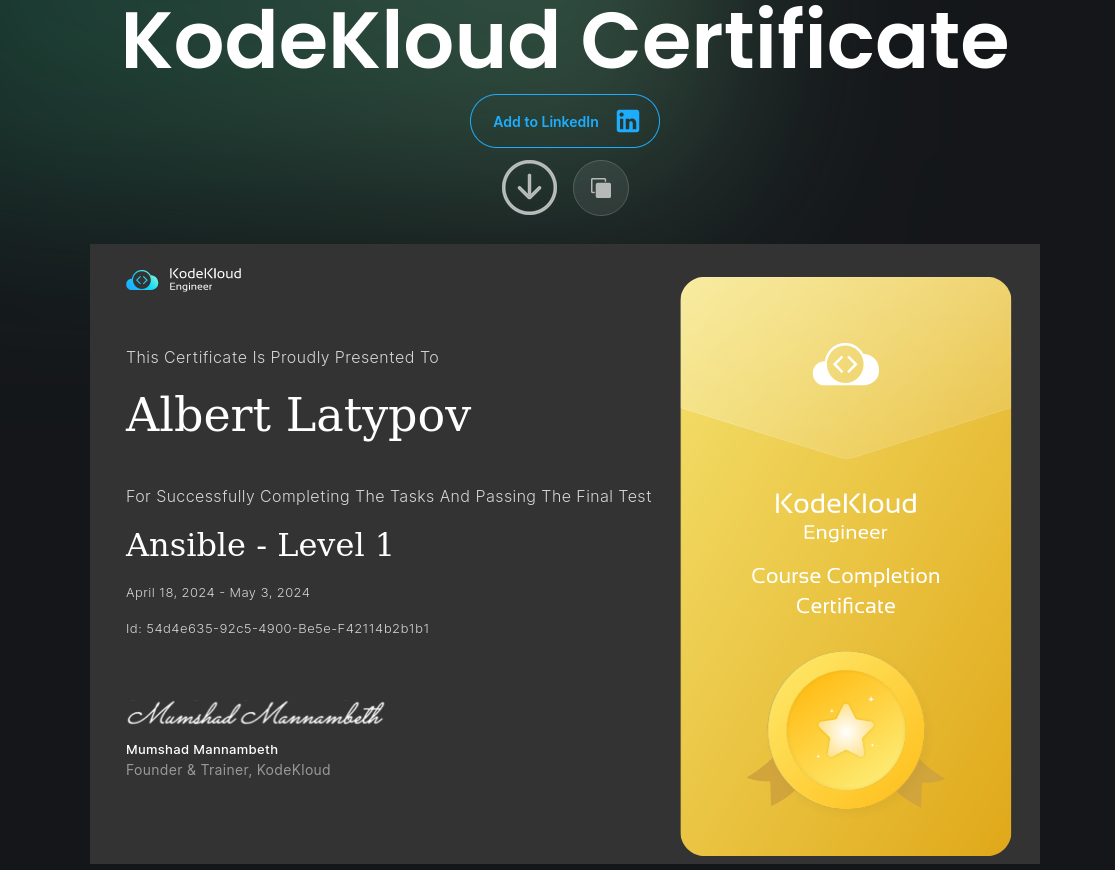 KodeKloud Certificate
Add to LinkedIn
KodeKloud
Engineer
This Certificate Is Proudly Presented To
Albert Latypov
For Successfully Completing The Tasks And Passing The Final Test
Ansible - Level 1
April 18, 2024 - May 3, 2024
Id: 54d4e635-92c5-4900-Be5e-F42114b2b1b1
Mumshad Mannambeth
Mumshad Mannambeth
Founder & Trainer, KodeKloud
KodeKloud
Engineer
Course Completion
Certificate